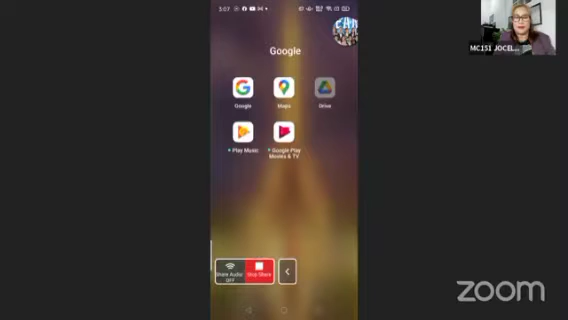 3:07
Google
MC151 JOCEL...
Google
Maps
Drive
Play Music
Google Play
Movies & TV
Share Audio
OFF
Stop Share
zoom